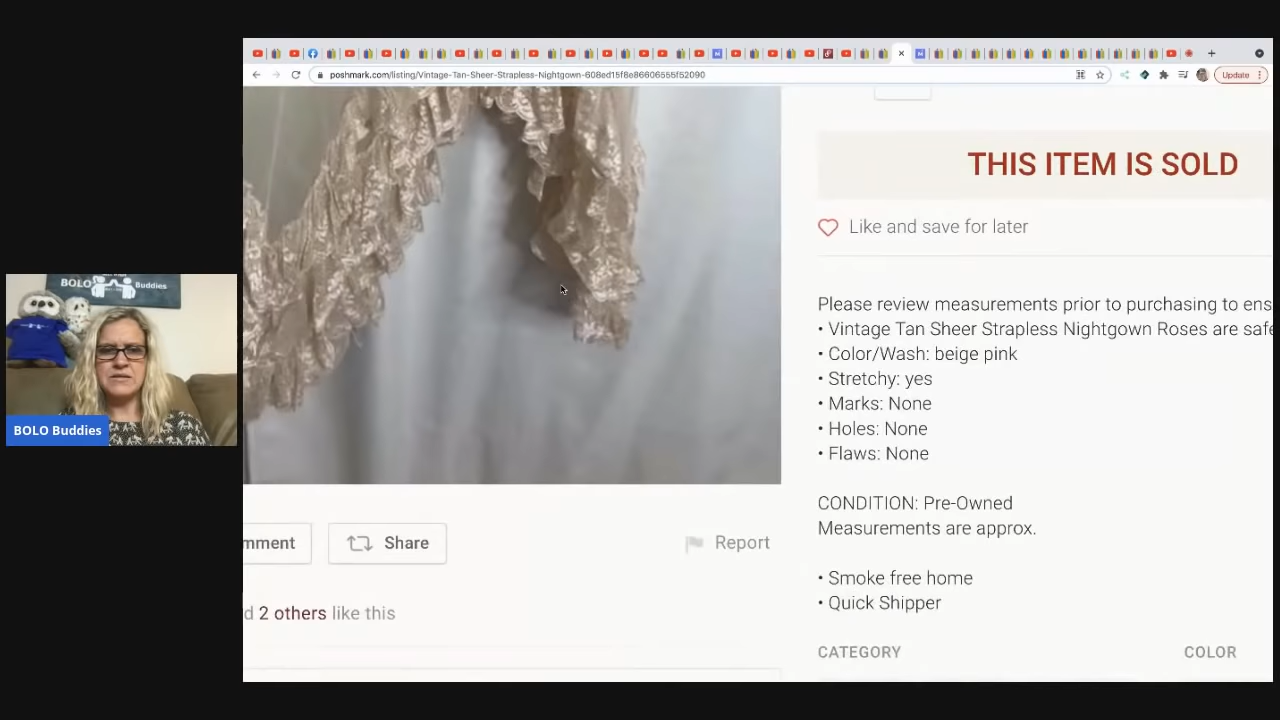 poshmark.com/listing/Vintage-Tan-Sheer-Strapless-Nightgown-608ed15f8e86606555f52090
Update
THIS ITEM IS SOLD
Like and save for later
Please review measurements prior to purchasing to ens
• Vintage Tan Sheer Strapless Nightgown Roses are safe
• Color/Wash: beige pink
• Stretchy: yes
• Marks: None
• Holes: None
• Flaws: None
CONDITION: Pre-Owned
Measurements are approx.
• Smoke free home
• Quick Shipper
CATEGORY
COLOR
mment
Share
Report
d 2 others like this
BOLO
Buddies
BOLO Buddies